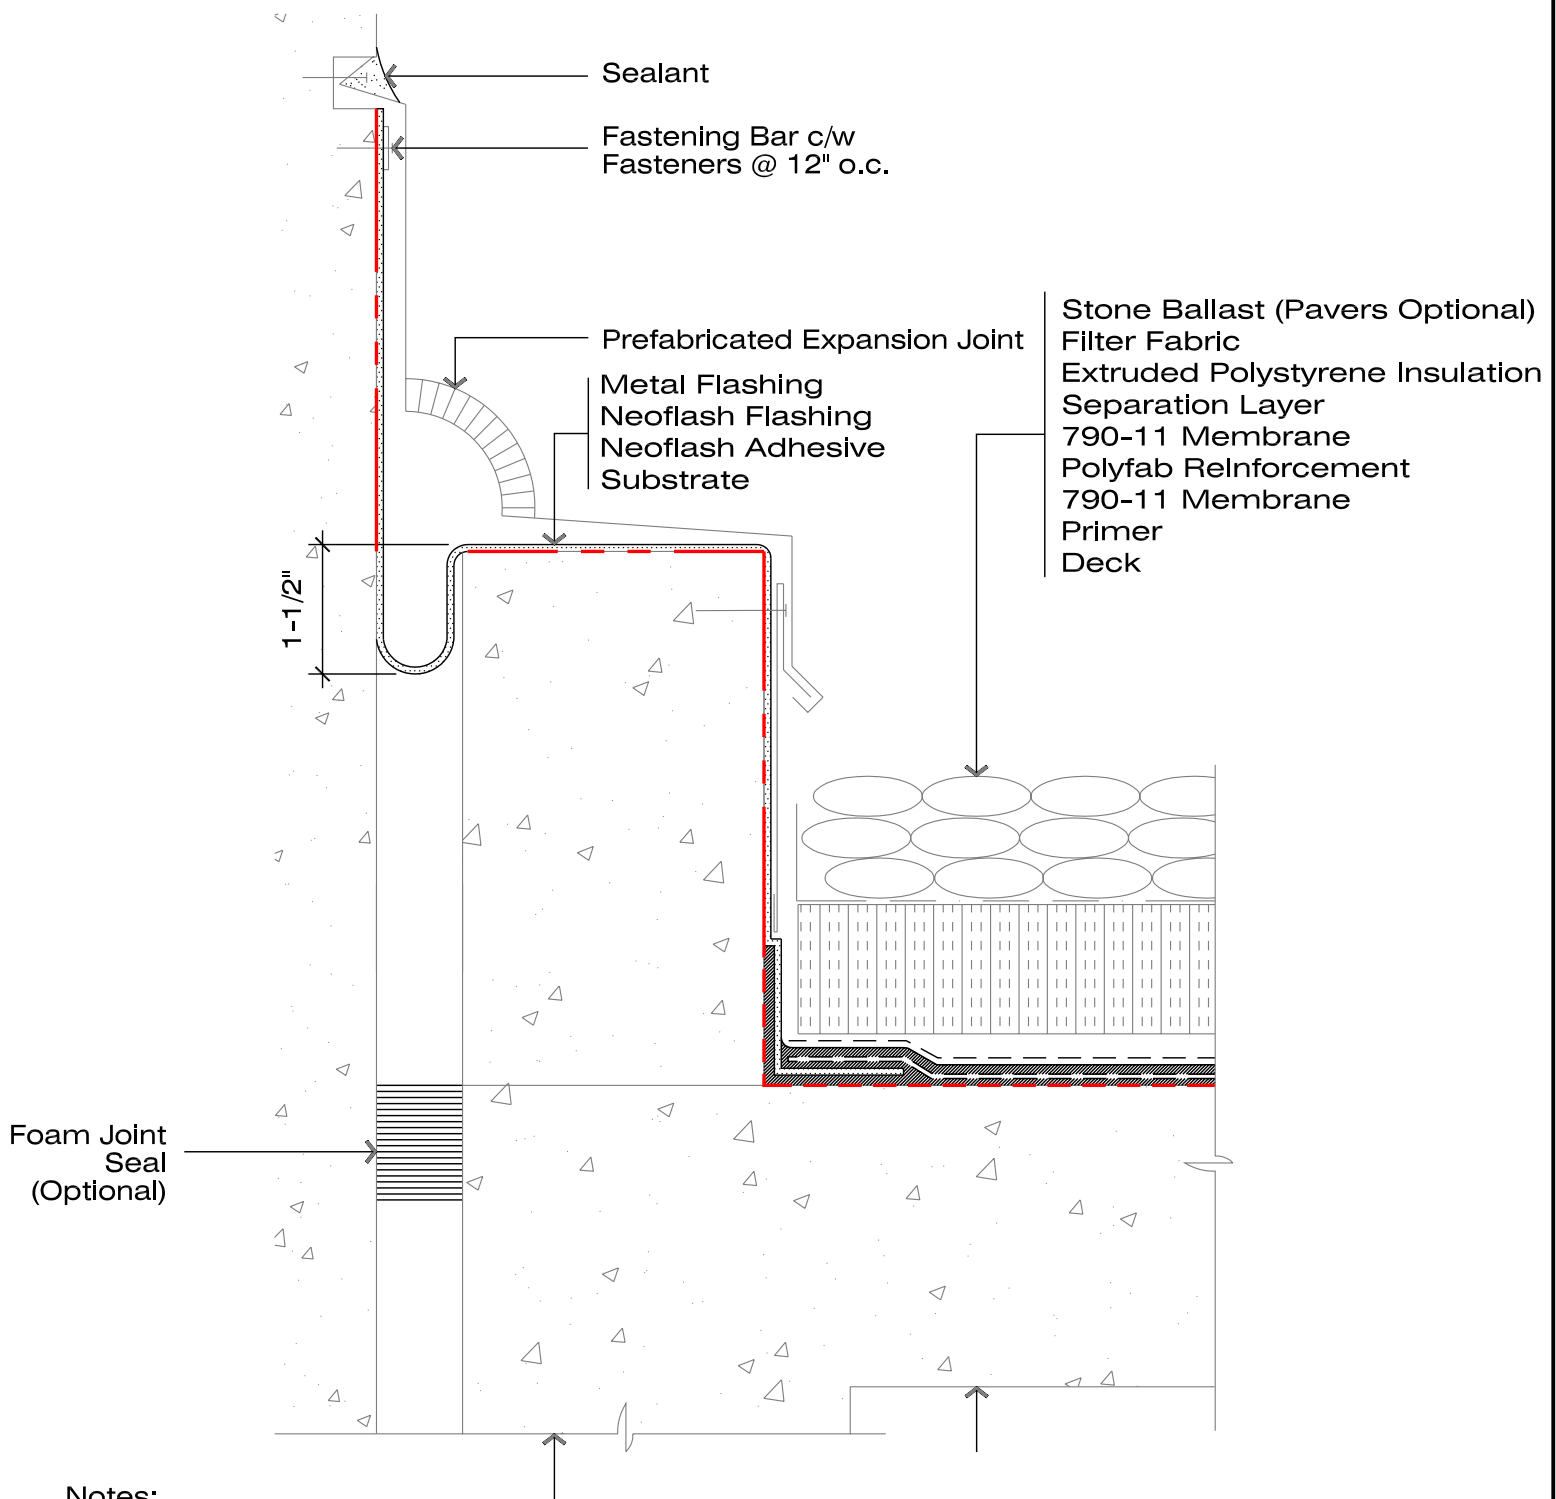 Sealant
Fastening Bar c/w
Fasteners @ 12" o.c.
Prefabricated Expansion Joint
Metal Flashing
Neoflash Flashing
Neoflash Adhesive
Substrate
Stone Ballast (Pavers Optional)
Filter Fabric
Extruded Polystyrene Insulation
Separation Layer
790-11 Membrane
Polyfab Reinforcement
790-11 Membrane
Primer
Deck
1-1/2"
Foam Joint
Seal
(Optional)
Notes: